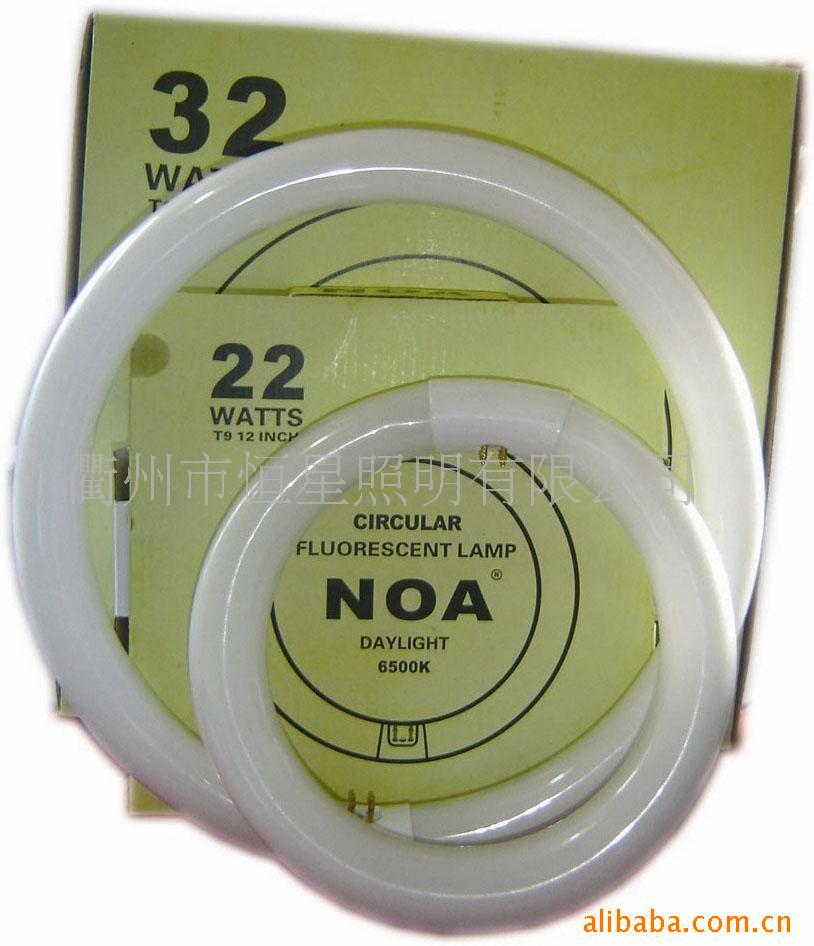 32
WATTS
22
WATTS
T9 12 INCH
衢州市恒星照明有限公司
CIRCULAR
FLUORESCENT LAMP
NOA®
DAYLIGHT
6500K
alibaba.com.cn